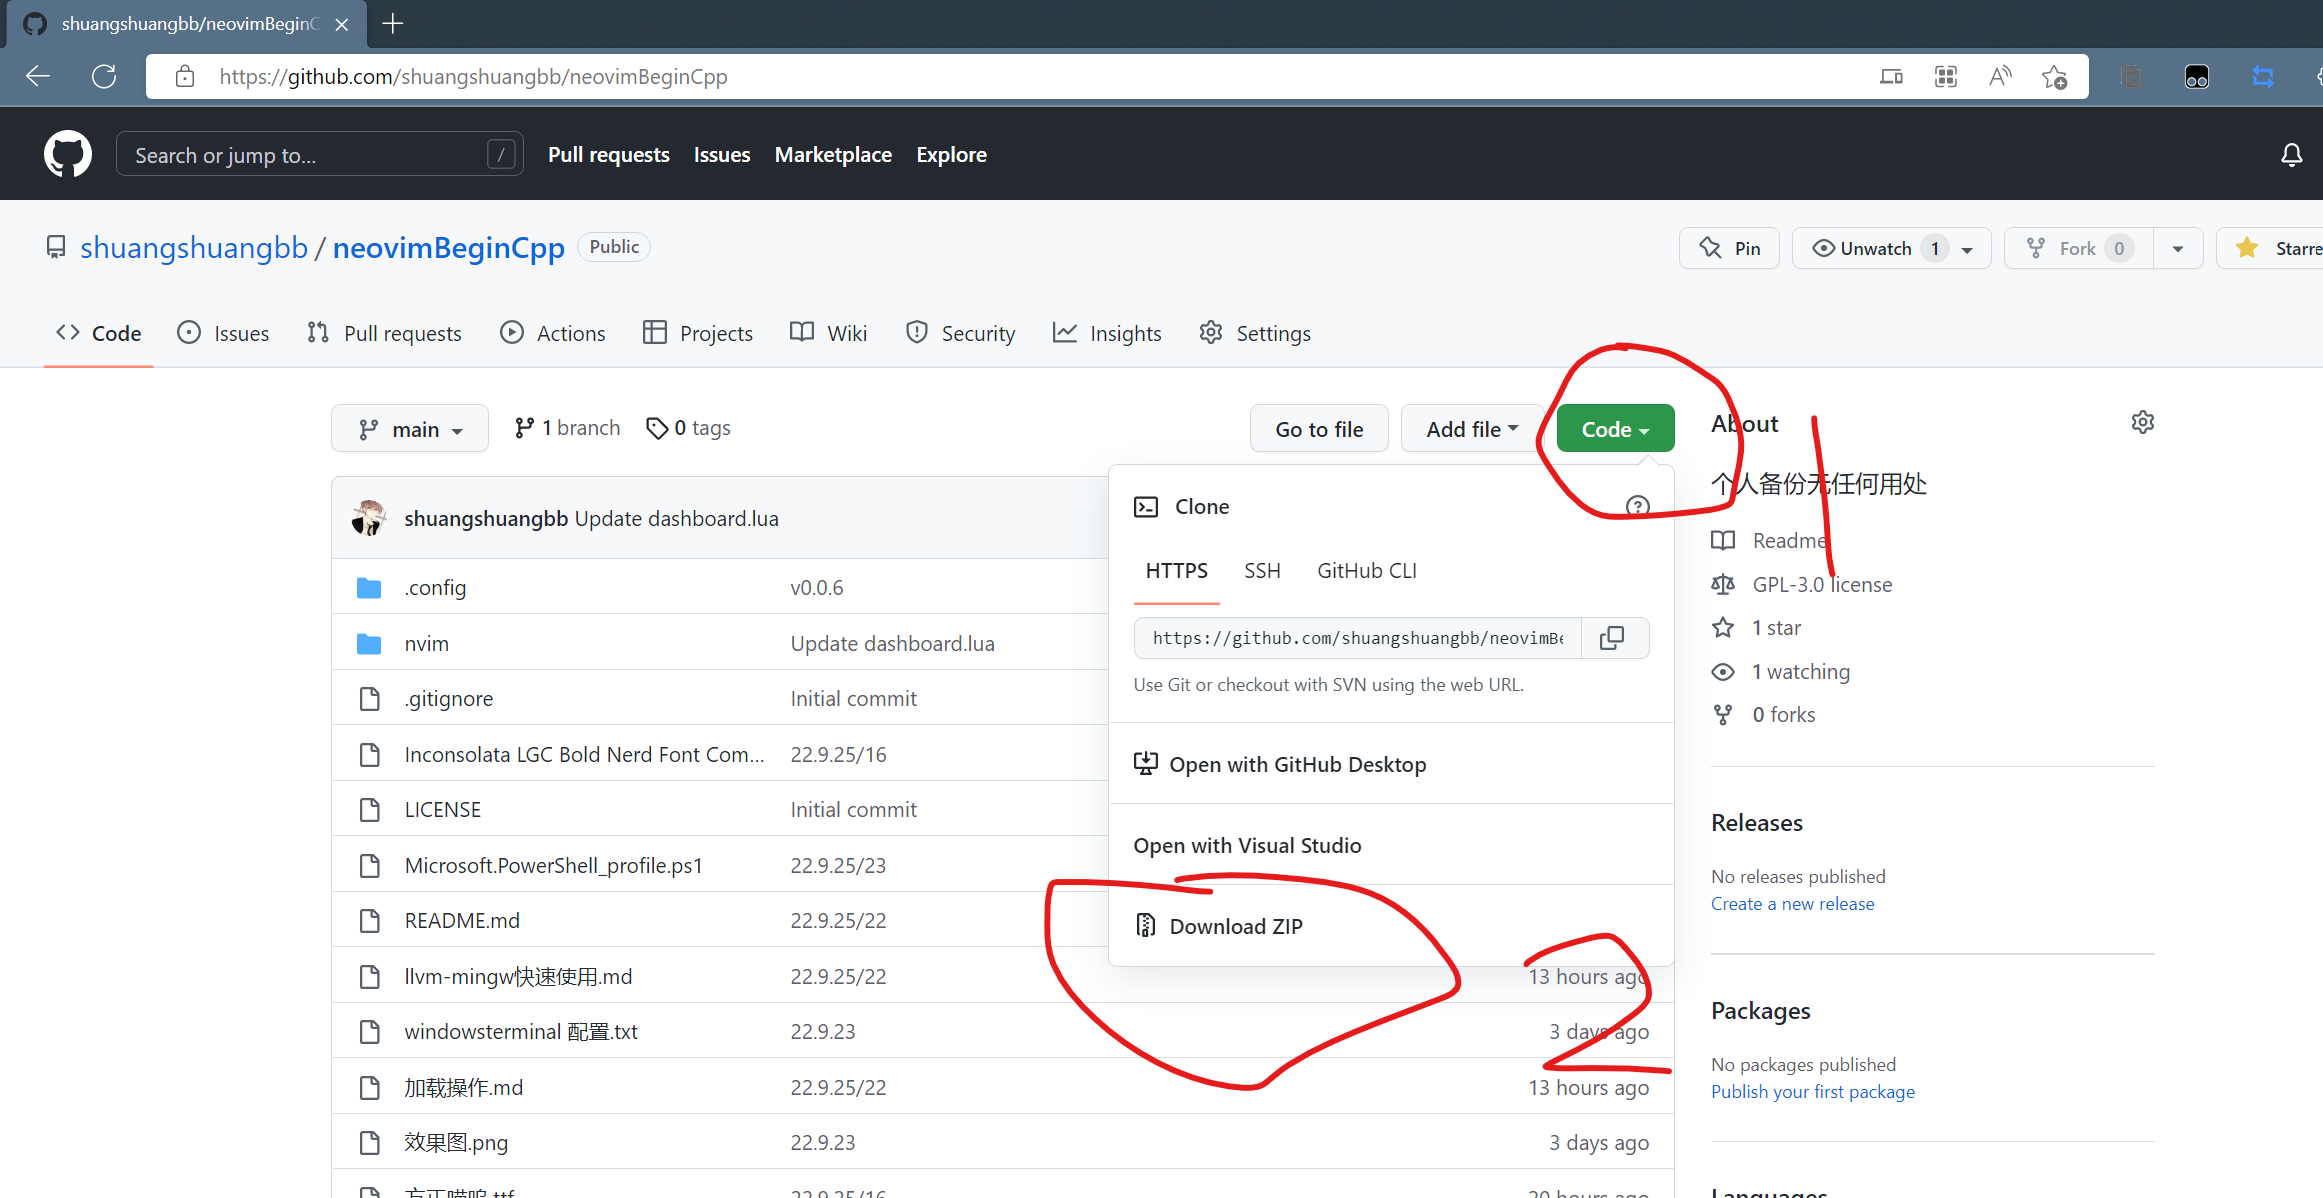 shuangshuangbb/neovimBeginC
https://github.com/shuangshuangbb/neovimBeginCpp
Search or jump to... /
Pull requests Issues Marketplace Explore
shuangshuangbb / neovimBeginCpp Public
Pin Unwatch 1 Fork 0 Starre
Code Issues Pull requests Actions Projects Wiki Security Insights Settings
main 1 branch 0 tags Go to file Add file Code
1
shuangshuangbb Update dashboard.lua
.config v0.0.6
nvim Update dashboard.lua
.gitignore Initial commit
Inconsolata LGC Bold Nerd Font Com... 22.9.25/16
LICENSE Initial commit
Microsoft.PowerShell_profile.ps1 22.9.25/23
README.md 22.9.25/22
llvm-mingw快速使用.md 22.9.25/22 13 hours ago
windowsterminal 配置.txt 22.9.23 3 days ago
加载操作.md 22.9.25/22 13 hours ago
效果图.png 22.9.23 3 days ago
方正喵呜.ttf 22.9.25/16 20 hours ago
Clone
HTTPS SSH GitHub CLI
https://github.com/shuangshuangbb/neovimBe
Use Git or checkout with SVN using the web URL.
Open with GitHub Desktop
Open with Visual Studio
Download ZIP
2
About
个人备份无任何用处
Readme
GPL-3.0 license
1 star
1 watching
0 forks
Releases
No releases published
Create a new release
Packages
No packages published
Publish your first package
Languages